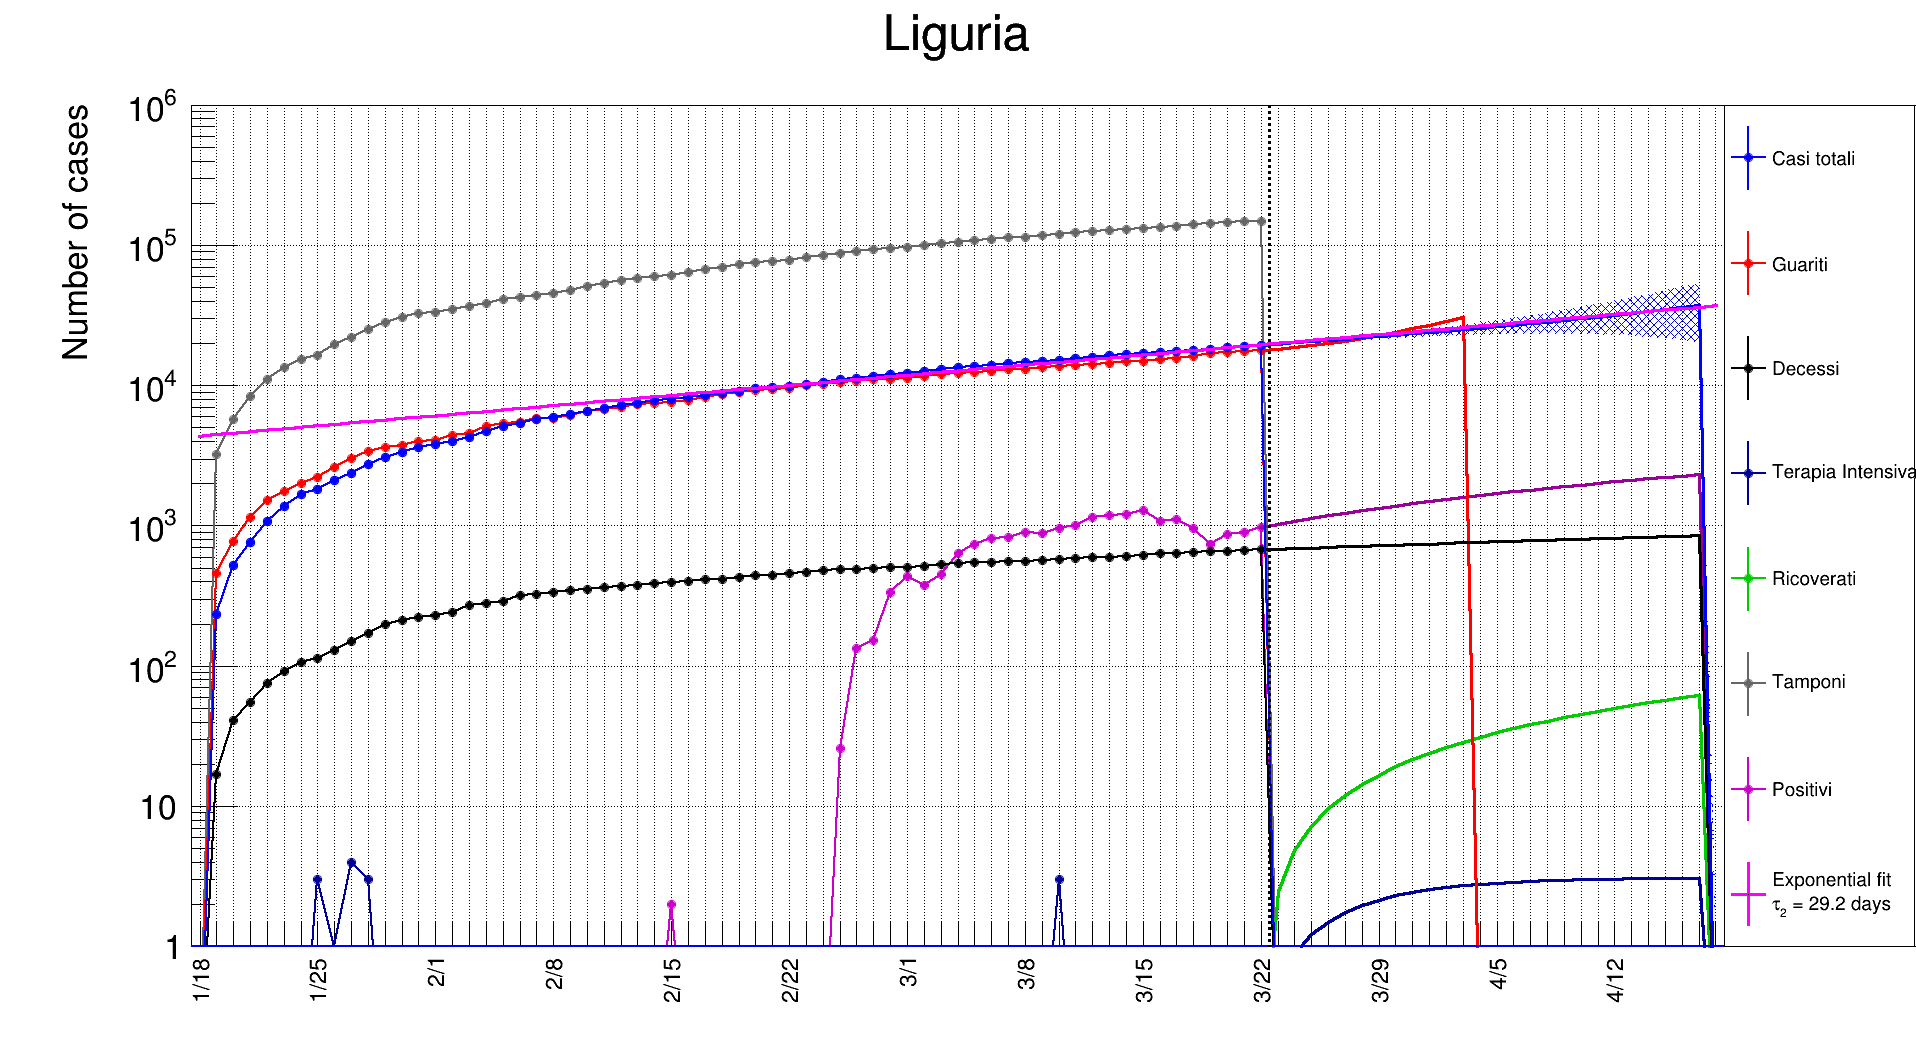 Liguria
Number of cases
10^6
10^5
10^4
10^3
10^2
10
1
1/18
1/25
2/1
2/8
2/15
2/22
3/1
3/8
3/15
3/22
3/29
4/5
4/12
Casi totali
Guariti
Decessi
Terapia Intensiva
Ricoverati
Tamponi
Positivi
Exponential fit
τ₂ = 29.2 days